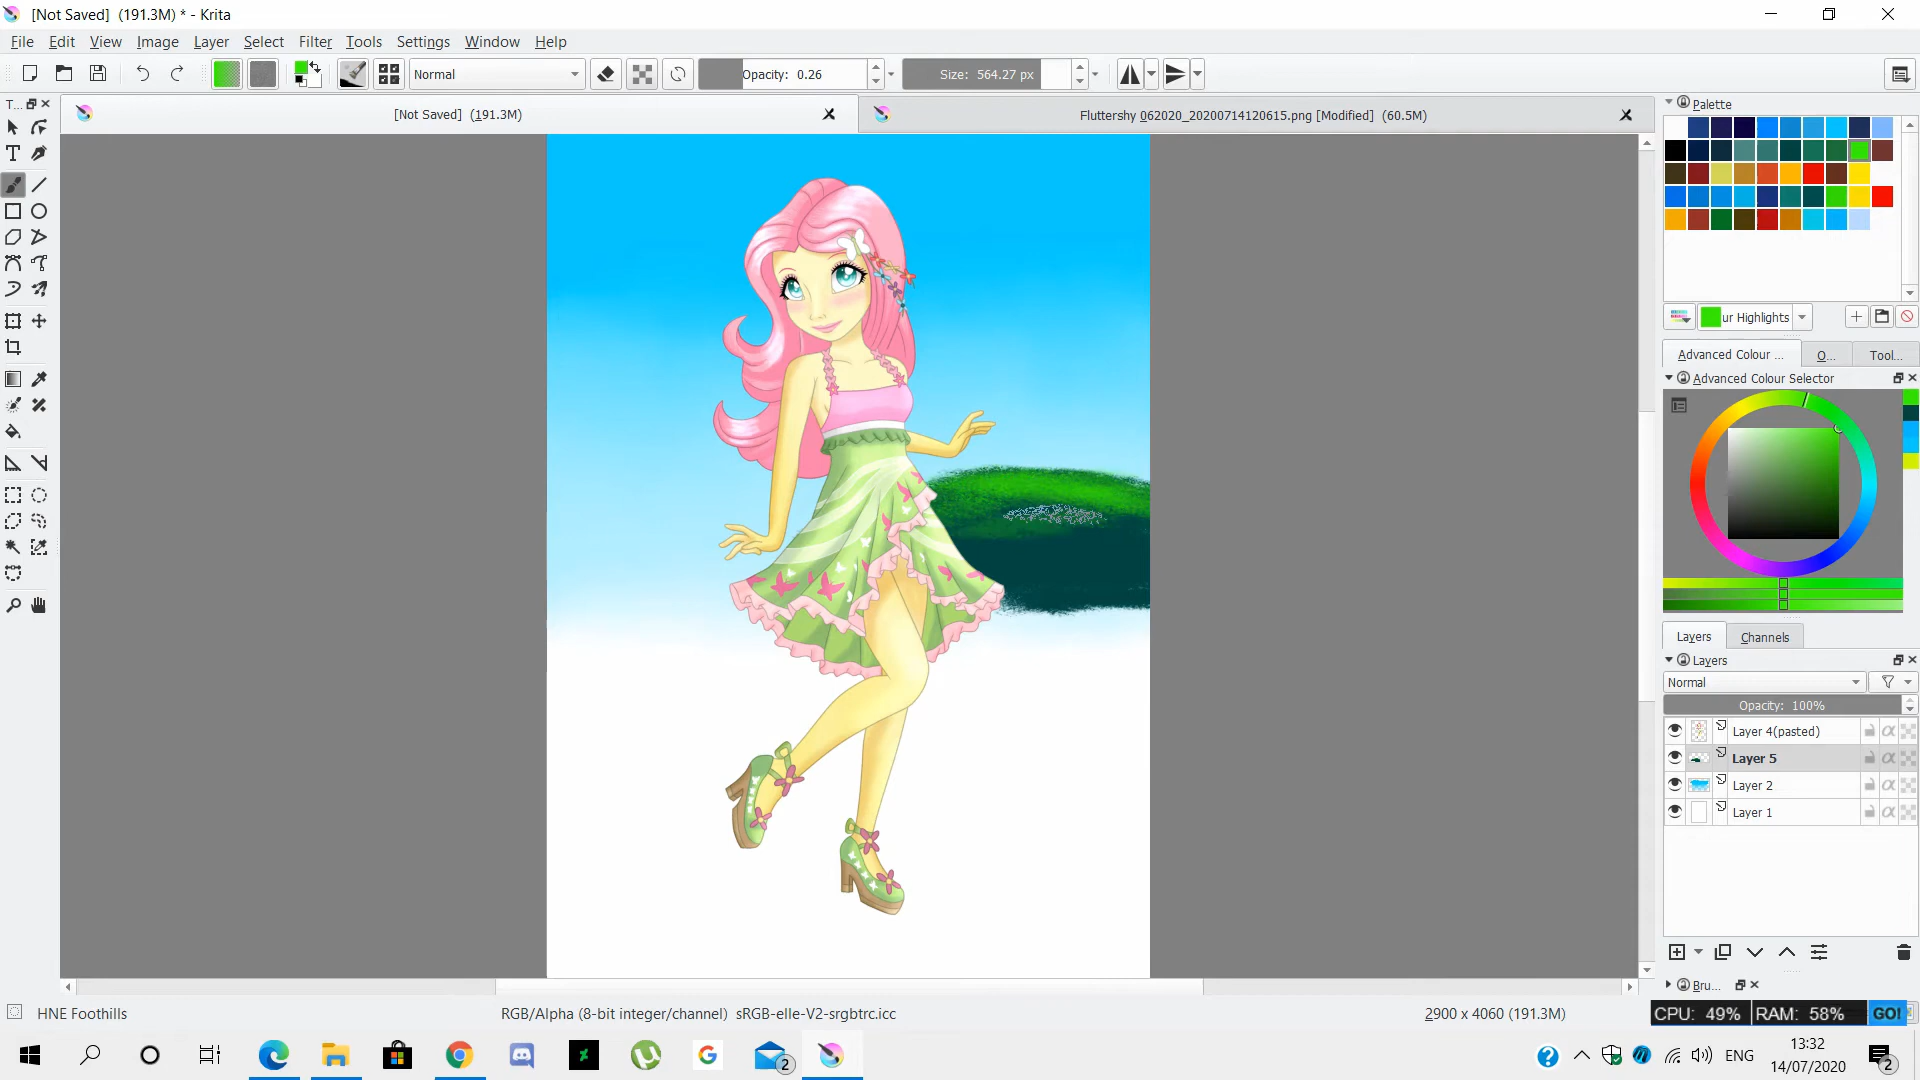 [Not Saved]  (191.3M) * - Krita
File Edit View Image Layer Select Filter Tools Settings Window Help
Normal Opacity: 0.26 Size: 564.27 px
T...
[Not Saved]  (191.3M)
Fluttershy 062020_20200714120615.png [Modified]  (60.5M)
Palette
ur Highlights
Advanced Colour ... O... Tool...
Advanced Colour Selector
Layers Channels
Layers
Normal
Opacity: 100%
Layer 4(pasted)
Layer 5
Layer 2
Layer 1
Bru...
HNE Foothills
RGB/Alpha (8-bit integer/channel)  sRGB-elle-V2-srgbtrc.icc
2900 x 4060 (191.3M)
CPU: 49% RAM: 58% GO!
2
ENG
13:32
14/07/2020
2